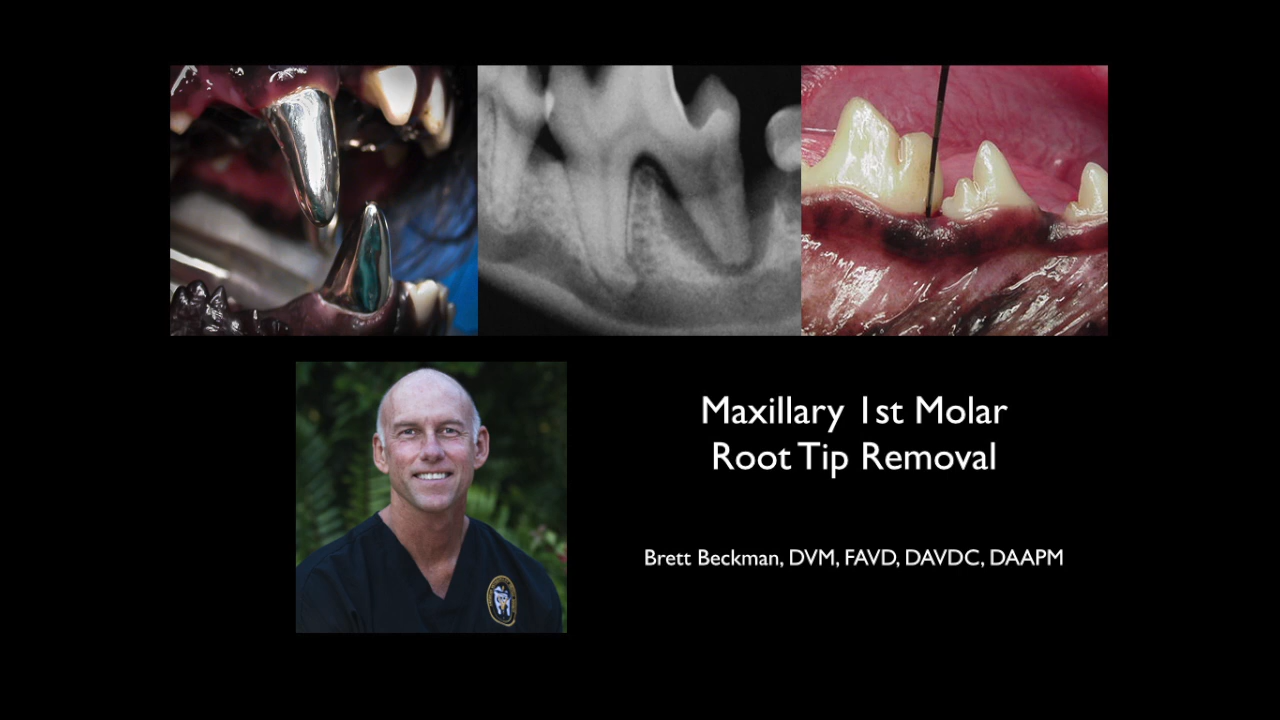 Maxillary 1st Molar
Root Tip Removal
Brett Beckman, DVM, FAVD, DAVDC, DAAPM